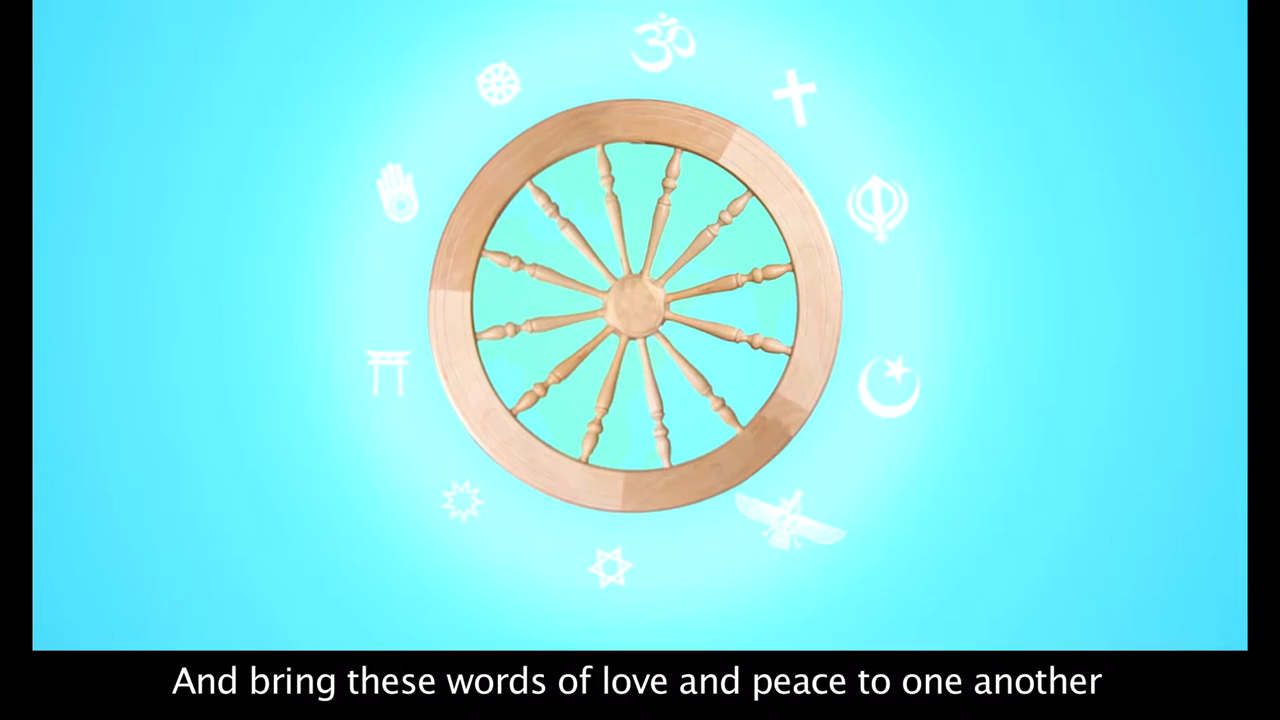 ॐ
And bring these words of love and peace to one another